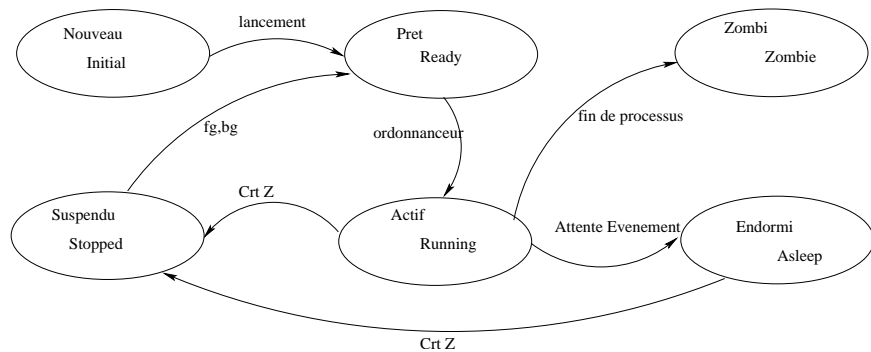 lancement
Nouveau
Initial
Pret
Ready
Zombi
Zombie
fg,bg
ordonnanceur
fin de processus
Crt Z
Suspendu
Stopped
Actif
Running
Attente Evenement
Endormi
Asleep
Crt Z